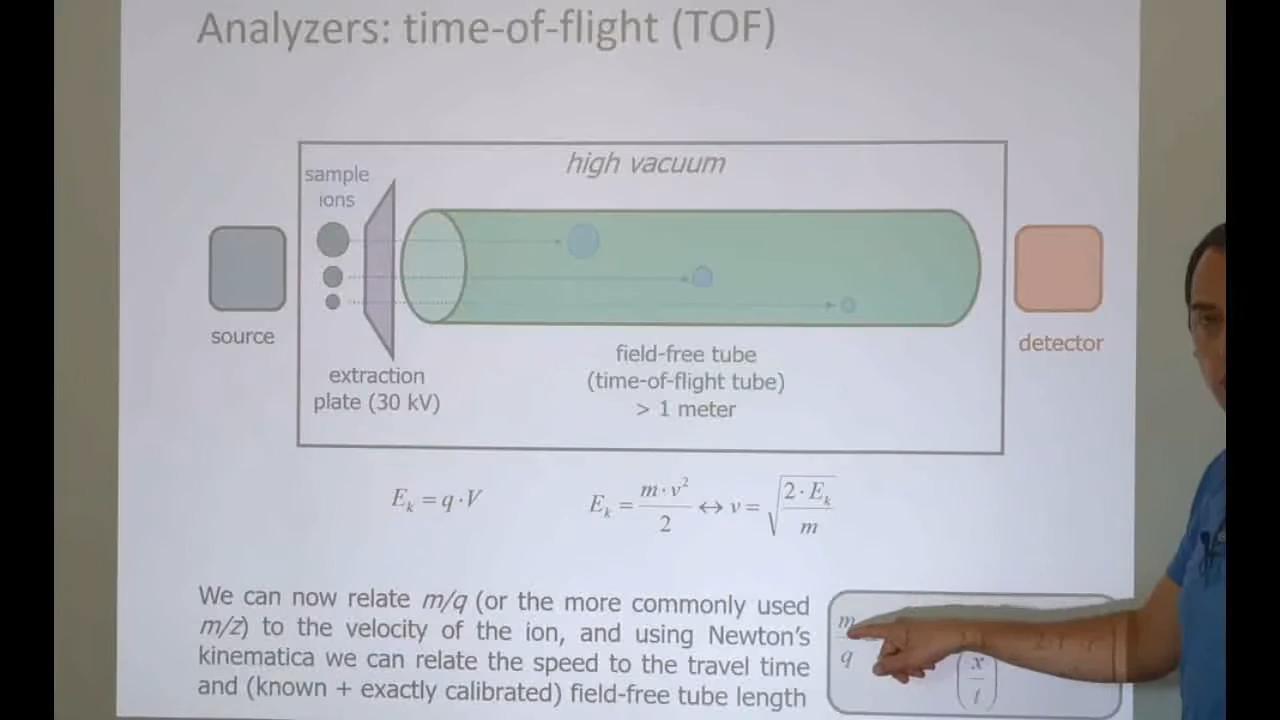 Analyzers: time-of-flight (TOF)
high vacuum
sample
ions
source
extraction
plate (30 kV)
field-free tube
(time-of-flight tube)
> 1 meter
detector
E_k = q · V
E_k = m · v² / 2 ↔ v = √(2 · E_k / m)
We can now relate m/q (or the more commonly used
m/z) to the velocity of the ion, and using Newton's
kinematica we can relate the speed to the travel time
and (known + exactly calibrated) field-free tube length
m
q
(x / t)